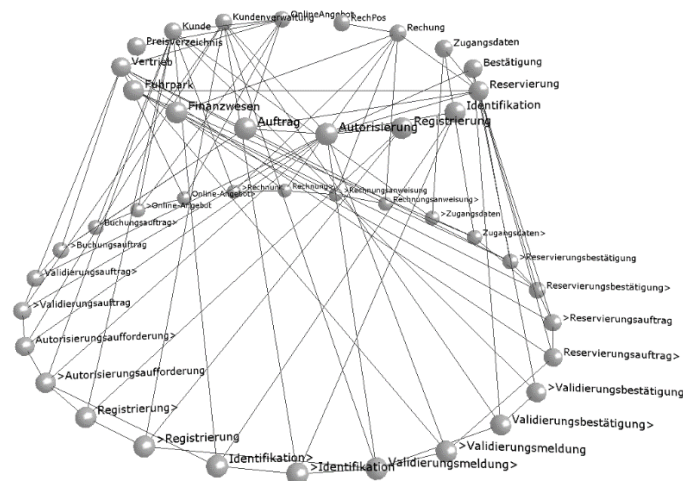 OnlineAngebot
Kundenverwaltung
RechPos
Kunde
Rechung
Preisverzeichnis
Zugangsdaten
Vertrieb
Bestätigung
Fuhrpark
Reservierung
Finanzwesen
Identifikation
Auftrag
Autorisierung
Registrierung
>Rechnung
Rechnung>
>Rechnungsanweisung
Online-Angebot>
Rechnungsanweisung>
>Online-Angebot
>Zugangsdaten
Buchungsauftrag>
Zugangsdaten>
>Buchungsauftrag
>Reservierungsbestätigung
Validierungsauftrag>
Reservierungsbestätigung>
>Validierungsauftrag
>Reservierungsauftrag
Autorisierungsaufforderung>
Reservierungsauftrag>
>Autorisierungsaufforderung
>Validierungsbestätigung
Registrierung>
Validierungsbestätigung>
>Registrierung
>Validierungsmeldung
Identifikation>
>Identifikation
Validierungsmeldung>